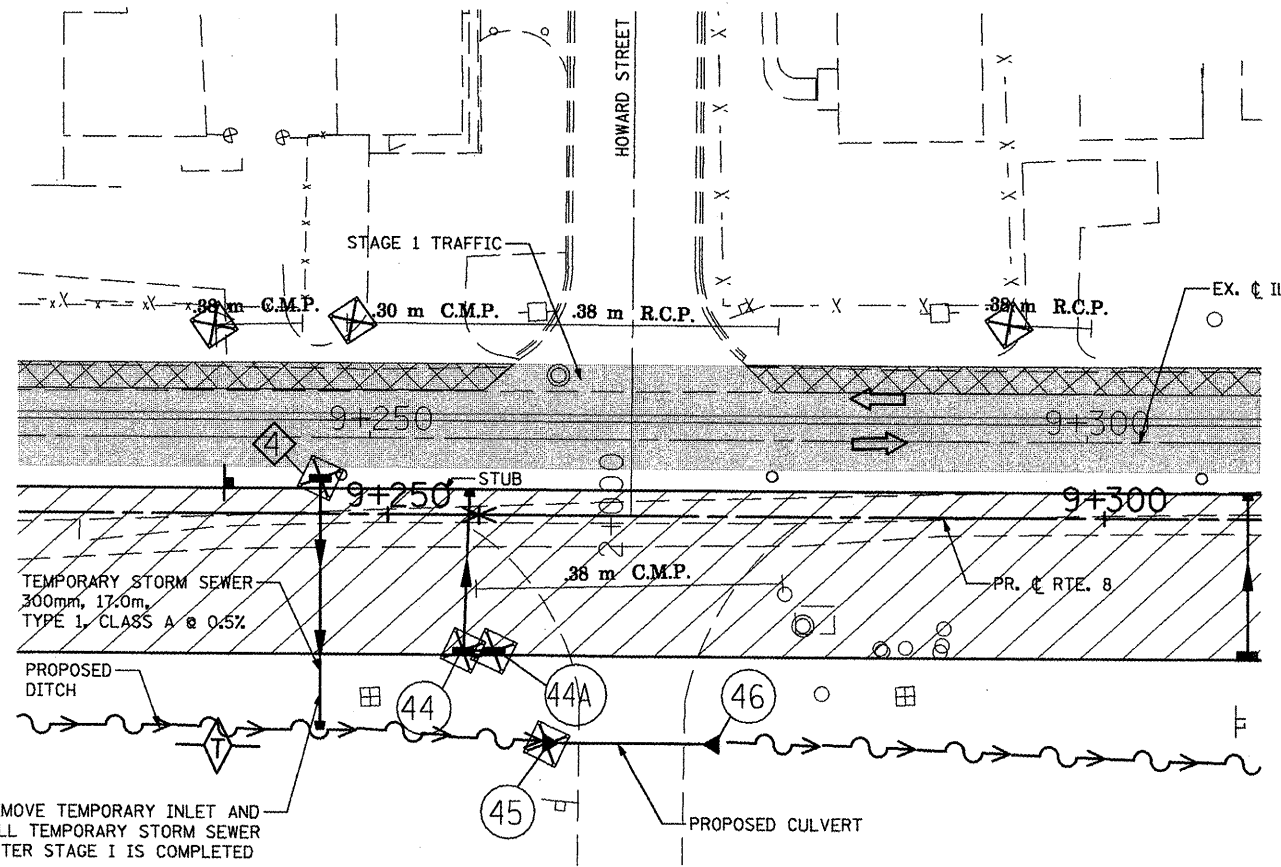 HOWARD STREET
STAGE 1 TRAFFIC
.38 m C.M.P.
.30 m C.M.P.
.38 m R.C.P.
.38 m R.C.P.
EX. ℄ IL
9+250
9+300
4
9+250
STUB
2+000
9+300
.38 m C.M.P.
TEMPORARY STORM SEWER
300mm, 17.0m,
TYPE 1, CLASS A @ 0.5%
PR. ℄ RTE. 8
PROPOSED
DITCH
44
44A
46
T
45
MOVE TEMPORARY INLET AND
LL TEMPORARY STORM SEWER
TER STAGE I IS COMPLETED
PROPOSED CULVERT